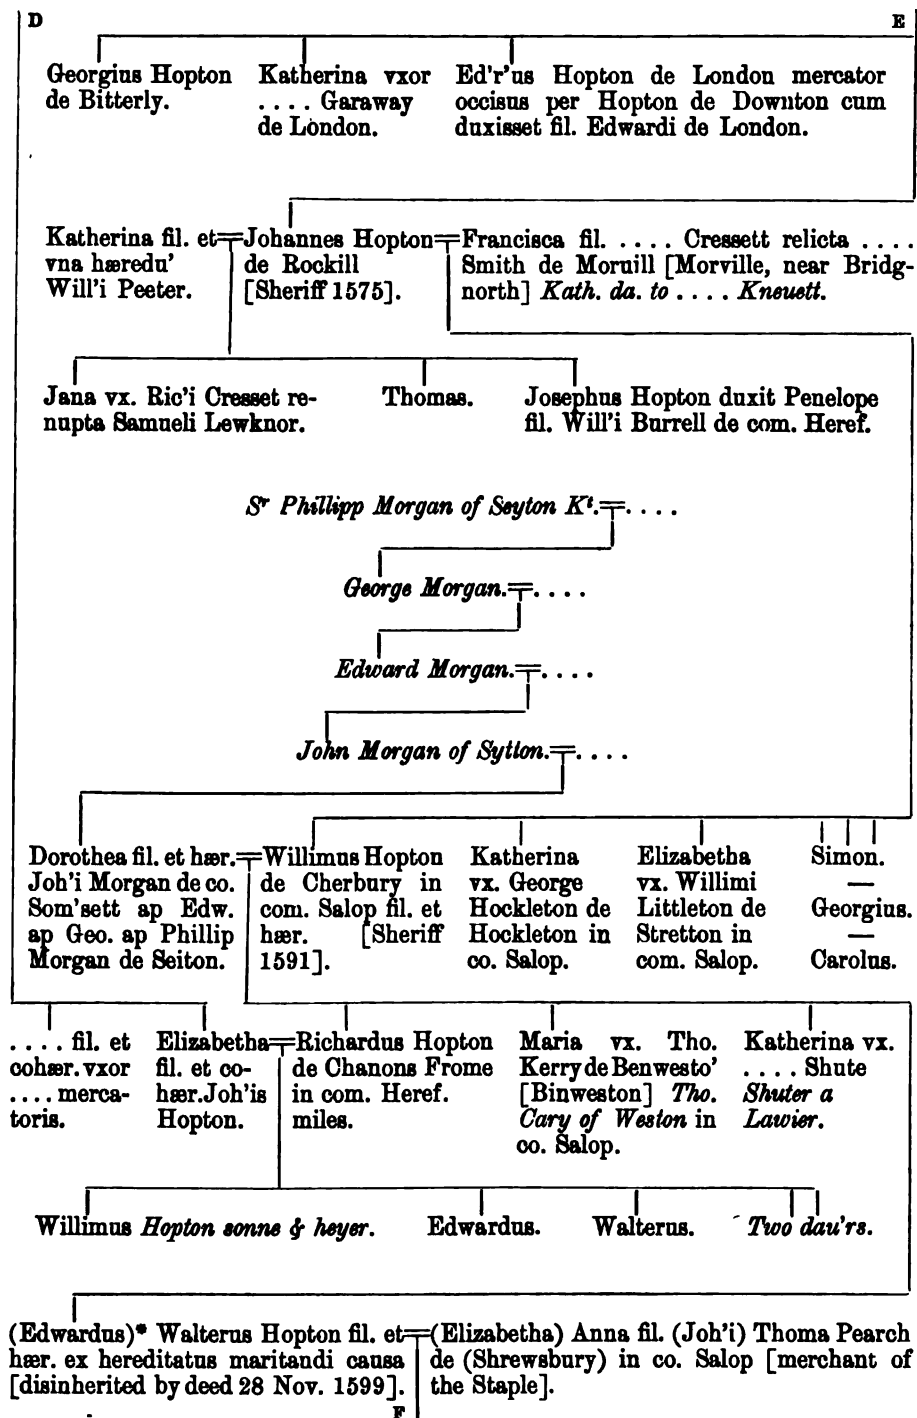 D E
Georgius Hopton
de Bitterly.
Katherina vxor
. . . . Garaway
de London.
Ed'r'us Hopton de London mercator
occisus per Hopton de Downton cum
duxisset fil. Edwardi de London.
Katherina fil. et
vna hæredu'
Will'i Peeter.
Johannes Hopton
de Rockill
[Sheriff 1575].
Francisca fil. . . . . Cressett relicta . . . .
Smith de Moruill [Morville, near Bridg-
north] Kath. da. to . . . . Kneuett.
Jana vx. Ric'i Cresset re-
nupta Samueli Lewknor.
Thomas.
Josephus Hopton duxit Penelope
fil. Will'i Burrell de com. Heref.
Sr Phillipp Morgan of Seyton Kt. . . . .
George Morgan. . . . .
Edward Morgan. . . . .
John Morgan of Sytton. . . . .
Dorothea fil. et hær.
Joh'i Morgan de co.
Som'sett ap Edw.
ap Geo. ap Phillip
Morgan de Seiton.
Willimus Hopton
de Cherbury in
com. Salop fil. et
hær. [Sheriff
1591].
Katherina
vx. George
Hockleton de
Hockleton in
co. Salop.
Elizabetha
vx. Willimi
Littleton de
Stretton in
com. Salop.
Simon.
—
Georgius.
—
Carolus.
. . . . fil. et
cohær. vxor
. . . . merca-
toris.
Elizabetha
fil. et co-
hær. Joh'is
Hopton.
Richardus Hopton
de Chanons Frome
in com. Heref.
miles.
Maria vx. Tho.
Kerry de Benwesto'
[Binweston] Tho.
Cary of Weston in
co. Salop.
Katherina vx.
. . . . Shute
Shuter a
Lawier.
Willimus Hopton sonne & heyer.
Edwardus.
Walterus.
Two dau'rs.
(Edwardus)* Walterus Hopton fil. et
hær. ex hereditatus maritandi causa
[disinherited by deed 28 Nov. 1599].
(Elizabetha) Anna fil. (Joh'i) Thoma Pearch
de (Shrewsbury) in co. Salop [merchant of
the Staple].
F